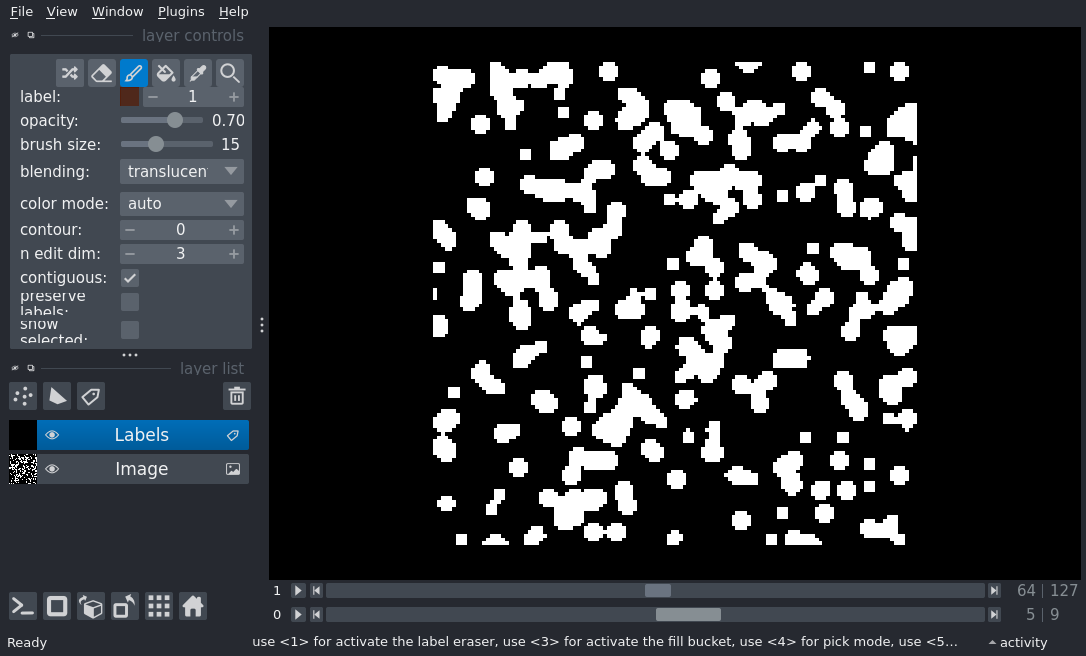 File View Window Plugins Help
layer controls
label: 1
opacity: 0.70
brush size: 15
blending: translucen
color mode: auto
contour: 0
n edit dim: 3
contiguous:
preserve
labels:
show
selected:
layer list
Labels
Image
1 64 127
0 5 9
Ready use <1> for activate the label eraser, use <3> for activate the fill bucket, use <4> for pick mode, use <5... activity